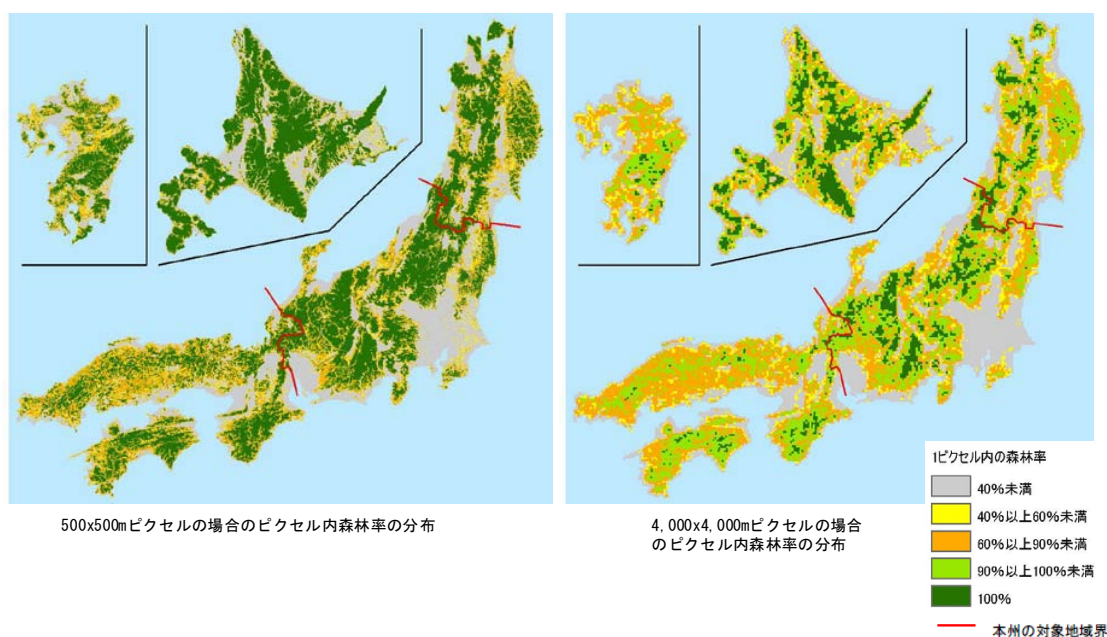 500x500mピクセルの場合のピクセル内森林率の分布
4,000x4,000mピクセルの場合
のピクセル内森林率の分布
1ピクセル内の森林率
40%未満
40%以上60%未満
60%以上90%未満
90%以上100%未満
100%
本州の対象地域界